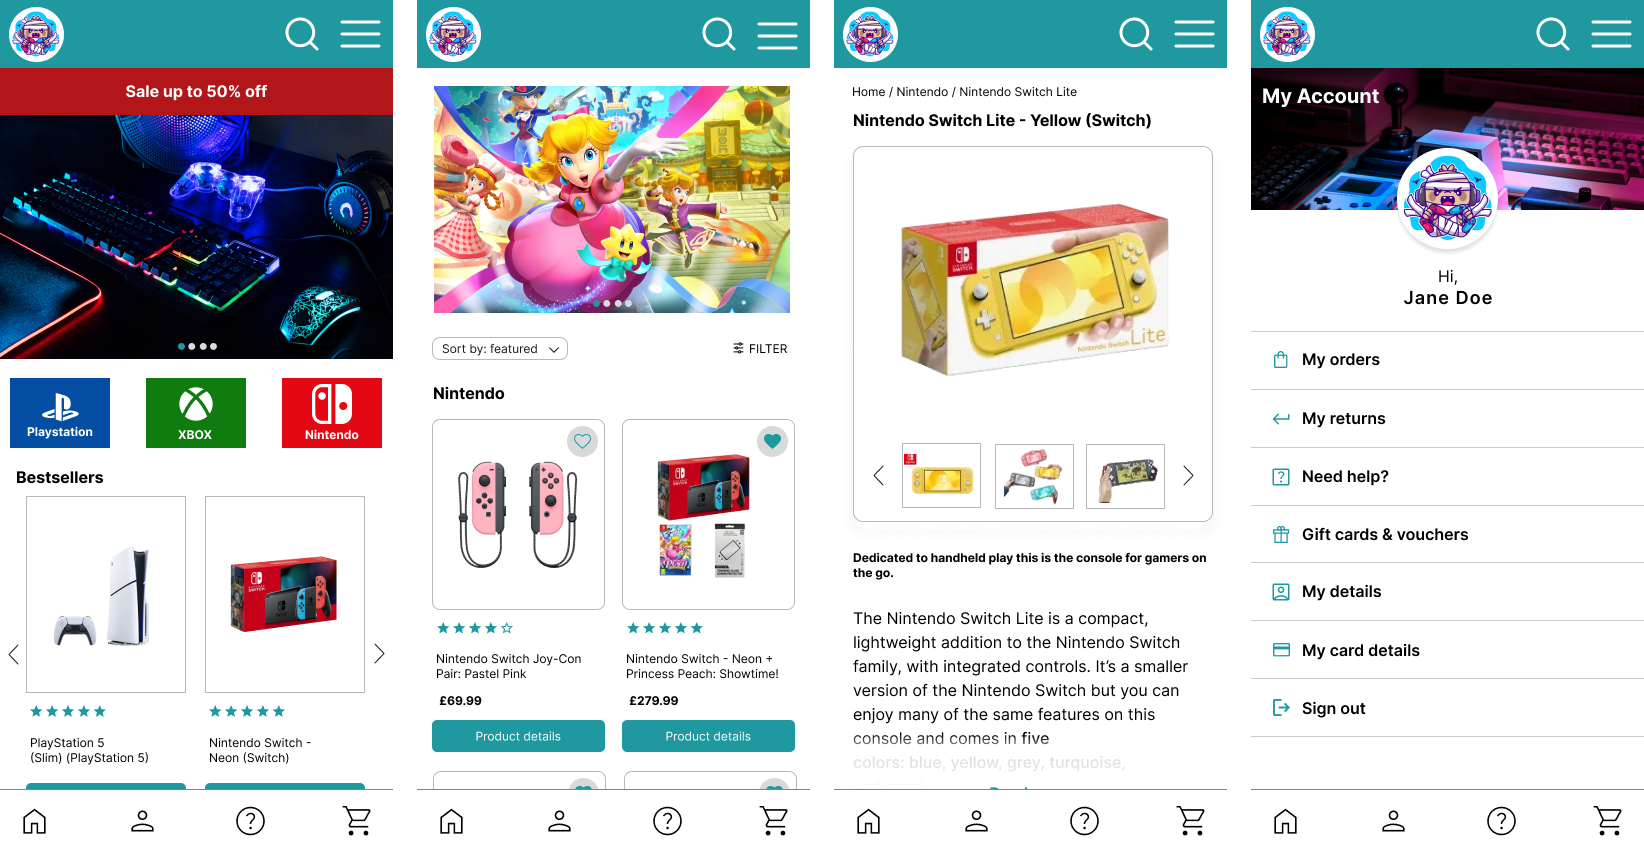 Sale up to 50% off
Playstation
XBOX
Nintendo
Bestsellers
PlayStation 5
(Slim) (PlayStation 5)
Nintendo Switch -
Neon (Switch)
Sort by: featured
FILTER
Nintendo
Nintendo Switch Joy-Con
Pair: Pastel Pink
£69.99
Product details
Nintendo Switch - Neon +
Princess Peach: Showtime!
£279.99
Product details
Home / Nintendo / Nintendo Switch Lite
Nintendo Switch Lite - Yellow (Switch)
NINTENDO
SWITCH
Nintendo Switch Lite
Dedicated to handheld play this is the console for gamers on
the go.
The Nintendo Switch Lite is a compact,
lightweight addition to the Nintendo Switch
family, with integrated controls. It’s a smaller
version of the Nintendo Switch but you can
enjoy many of the same features on this
console and comes in five
colors: blue, yellow, grey, turquoise,
My Account
Hi,
Jane Doe
My orders
My returns
Need help?
Gift cards & vouchers
My details
My card details
Sign out